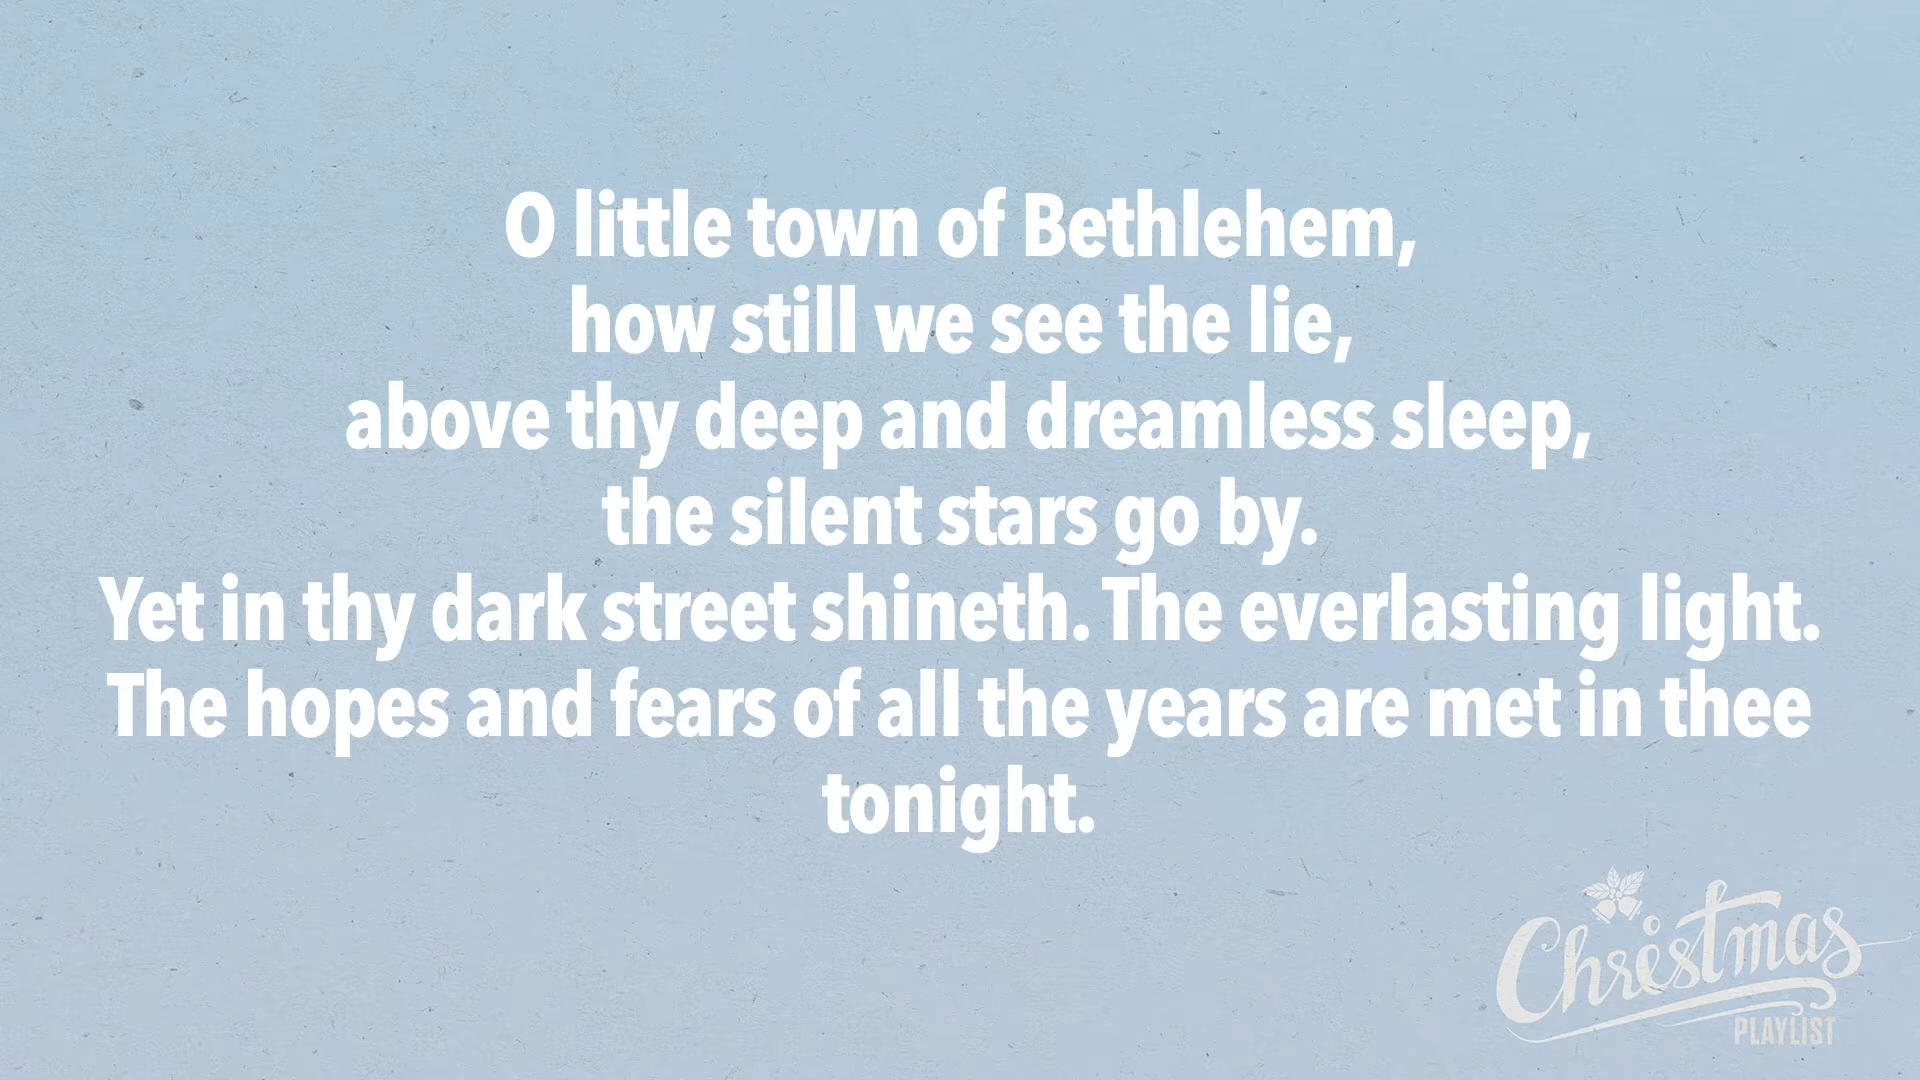 O little town of Bethlehem,
how still we see the lie,
above thy deep and dreamless sleep,
the silent stars go by.
Yet in thy dark street shineth. The everlasting light.
The hopes and fears of all the years are met in thee
tonight.
Christmas
PLAYLIST